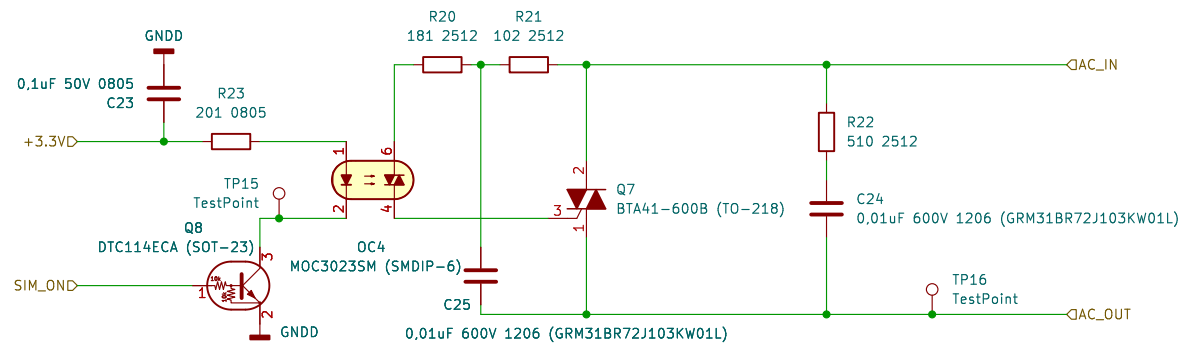 R20
181 2512
R21
102 2512
GNDD
AC_IN
0,1uF 50V 0805
C23
R23
201 0805
R22
510 2512
+3.3V
1
6
2
TP15
TestPoint
Q7
BTA41-600B (TO-218)
2
4
3
1
C24
0,01uF 600V 1206 (GRM31BR72J103KW01L)
Q8
DTC114ECA (SOT-23)
3
OC4
MOC3023SM (SMDIP-6)
10k
10k
SIM_ON
1
2
C25
TP16
TestPoint
GNDD
0,01uF 600V 1206 (GRM31BR72J103KW01L)
AC_OUT